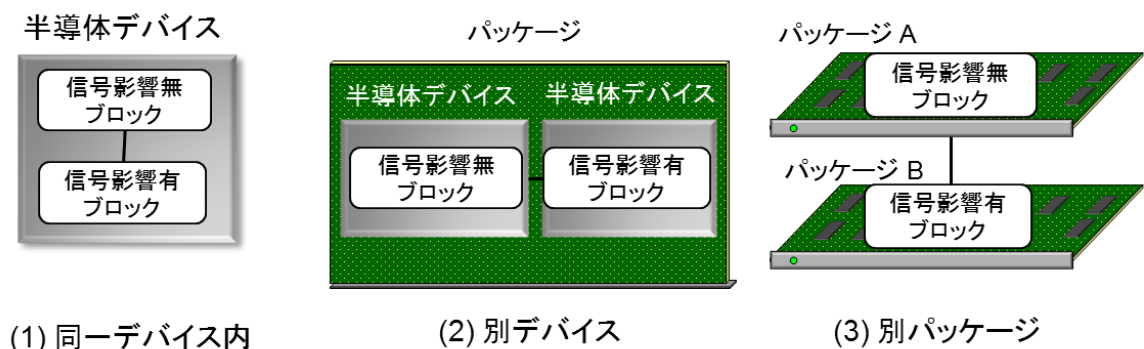 半導体デバイス
信号影響無
ブロック
信号影響有
ブロック
(1) 同一デバイス内
パッケージ
半導体デバイス
半導体デバイス
信号影響無
ブロック
信号影響有
ブロック
(2) 別デバイス
パッケージ A
信号影響無
ブロック
パッケージ B
信号影響有
ブロック
(3) 別パッケージ